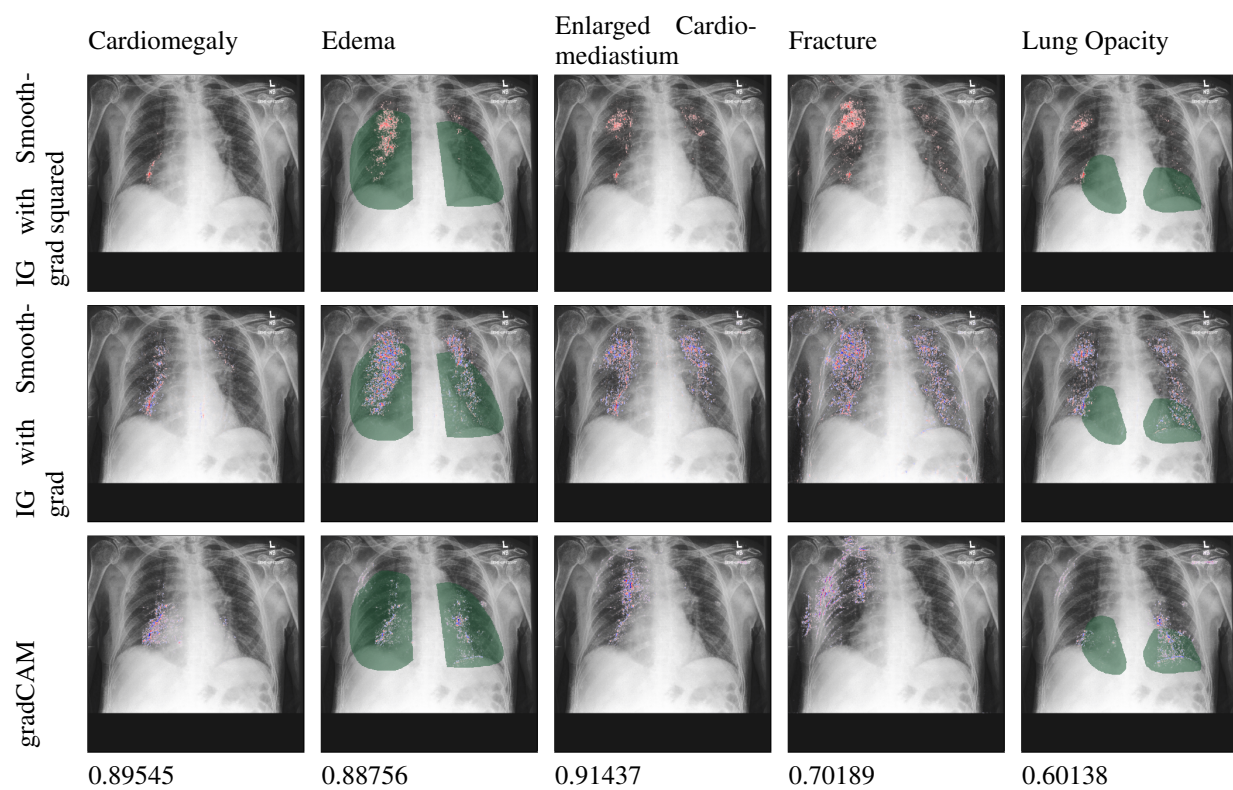 Cardiomegaly
Edema
Enlarged Cardio-
mediastium
Fracture
Lung Opacity
IG with Smooth-
grad squared
L
L
L
L
L
IG with Smooth-
grad
L
L
L
L
L
gradCAM
L
L
L
L
L
0.89545
0.88756
0.91437
0.70189
0.60138